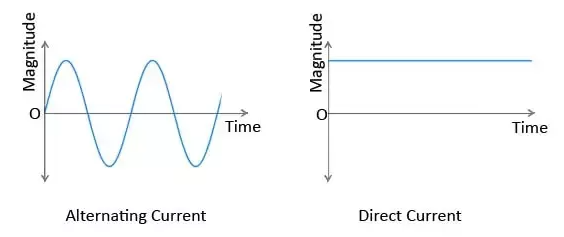 Magnitude
O
Time
Alternating Current
Magnitude
O
Time
Direct Current